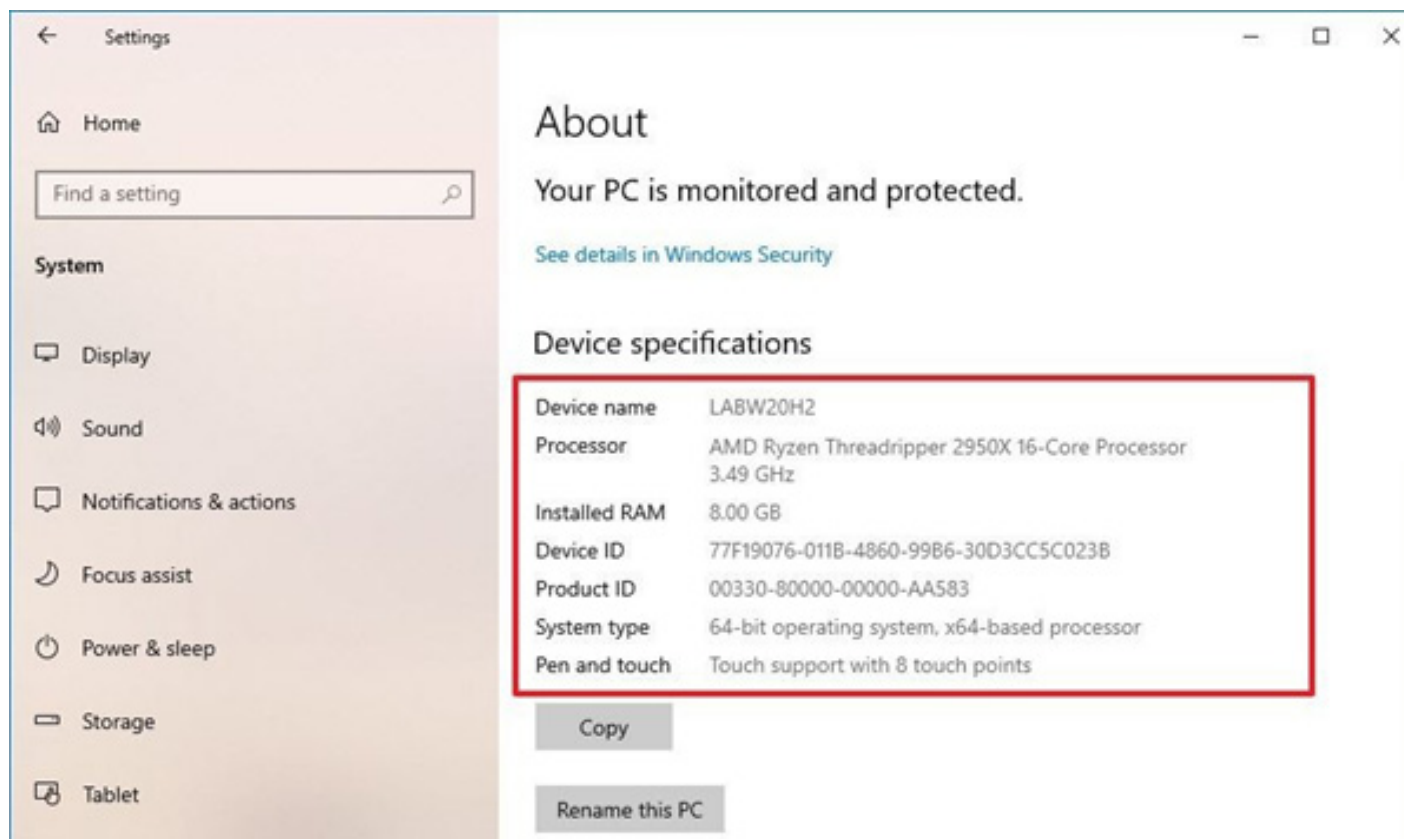 Settings
Home
Find a setting
System
Display
Sound
Notifications & actions
Focus assist
Power & sleep
Storage
Tablet
About
Your PC is monitored and protected.
See details in Windows Security
Device specifications
Device name LABW20H2
Processor AMD Ryzen Threadripper 2950X 16-Core Processor
3.49 GHz
Installed RAM 8.00 GB
Device ID 77F19076-011B-4860-99B6-30D3CC5C023B
Product ID 00330-80000-00000-AA583
System type 64-bit operating system, x64-based processor
Pen and touch Touch support with 8 touch points
Copy
Rename this PC